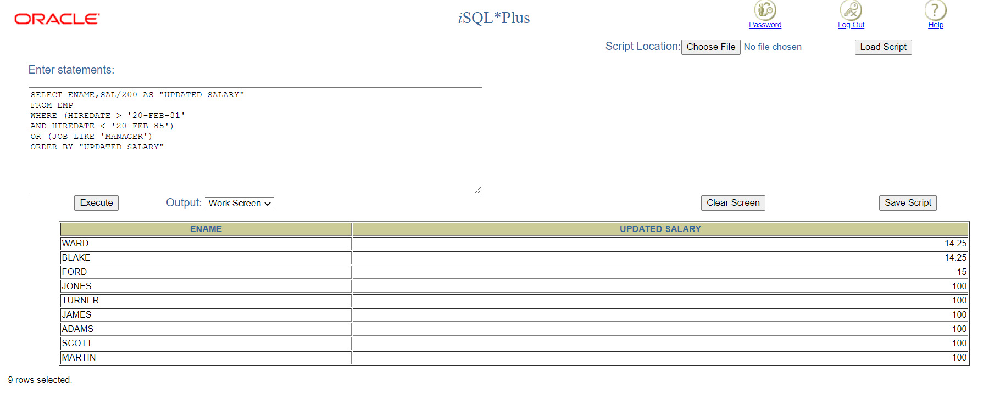 ORACLE
iSQL*Plus
Password
Log Out
?
Help
Script Location: Choose File No file chosen Load Script
Enter statements:
SELECT ENAME,SAL/200 AS "UPDATED SALARY"
FROM EMP
WHERE (HIREDATE > '20-FEB-81'
AND HIREDATE < '20-FEB-85')
OR (JOB LIKE 'MANAGER')
ORDER BY "UPDATED SALARY"
Execute Output: Work Screen Clear Screen Save Script
ENAME UPDATED SALARY
WARD 14.25
BLAKE 14.25
FORD 15
JONES 100
TURNER 100
JAMES 100
ADAMS 100
SCOTT 100
MARTIN 100
9 rows selected.